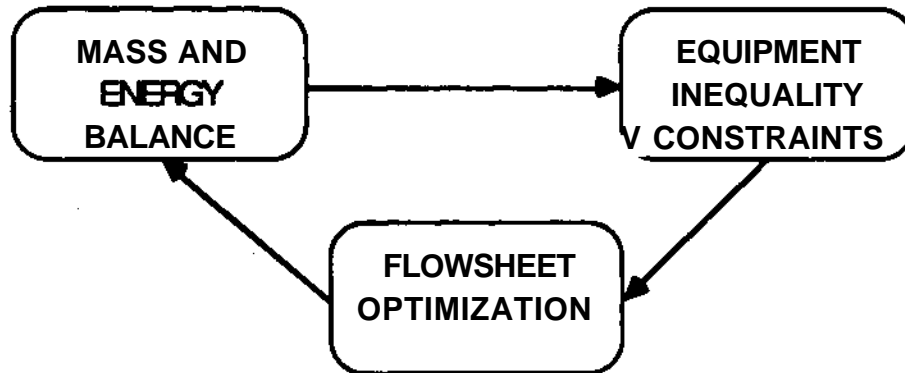 MASS AND
ENERGY
BALANCE
EQUIPMENT
INEQUALITY
V CONSTRAINTS
FLOWSHEET
OPTIMIZATION